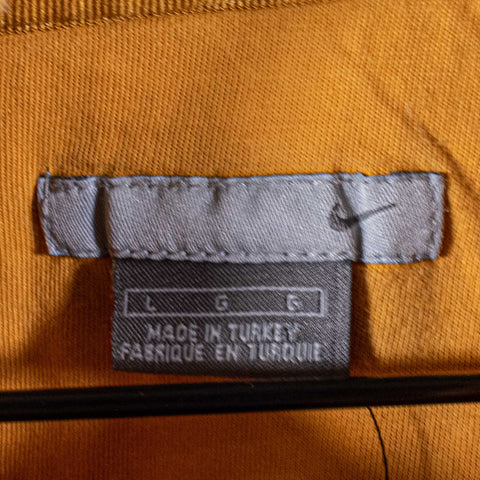 L G G
MADE IN TURKEY
FABRIQUE EN TURQUIE